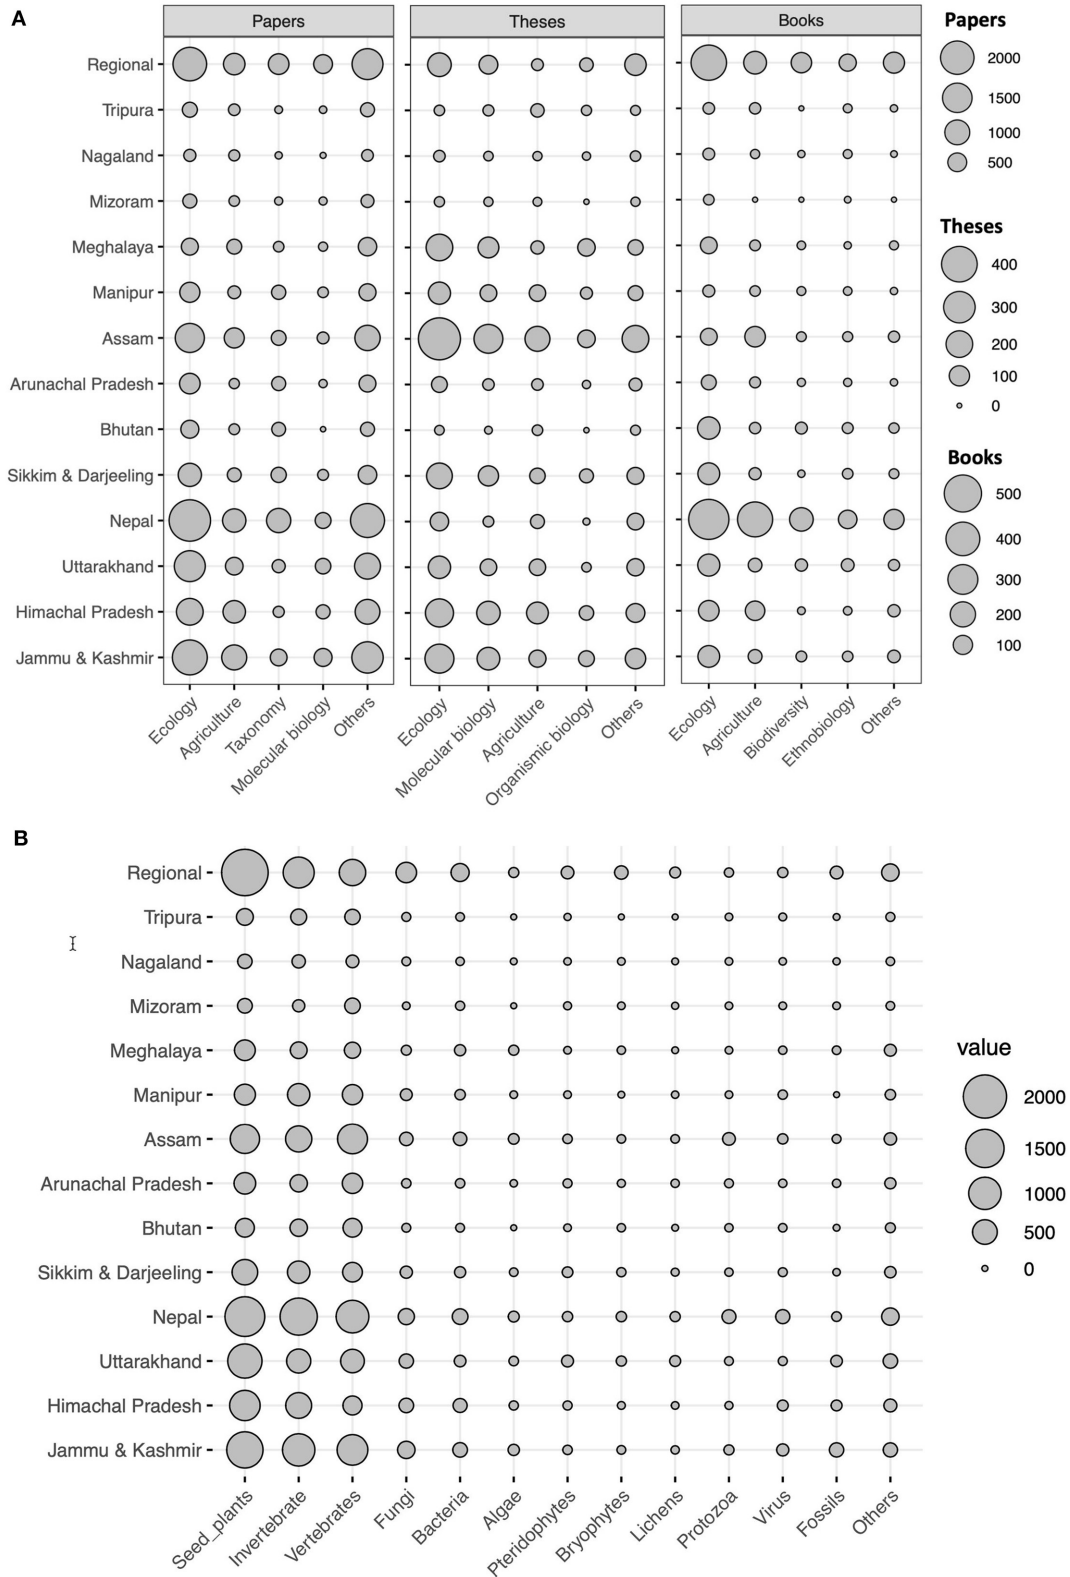 A
Papers
Theses
Books
Regional
Tripura
Nagaland
Mizoram
Meghalaya
Manipur
Assam
Arunachal Pradesh
Bhutan
Sikkim & Darjeeling
Nepal
Uttarakhand
Himachal Pradesh
Jammu & Kashmir
Ecology
Agriculture
Taxonomy
Molecular biology
Others
Ecology
Molecular biology
Agriculture
Organismic biology
Others
Ecology
Agriculture
Biodiversity
Ethnobiology
Others
Papers
2000
1500
1000
500
Theses
400
300
200
100
0
Books
500
400
300
200
100
B
Regional
Tripura
Nagaland
Mizoram
Meghalaya
Manipur
Assam
Arunachal Pradesh
Bhutan
Sikkim & Darjeeling
Nepal
Uttarakhand
Himachal Pradesh
Jammu & Kashmir
Seed_plants
Invertebrate
Vertebrates
Fungi
Bacteria
Algae
Pteridophytes
Bryophytes
Lichens
Protozoa
Virus
Fossils
Others
value
2000
1500
1000
500
0